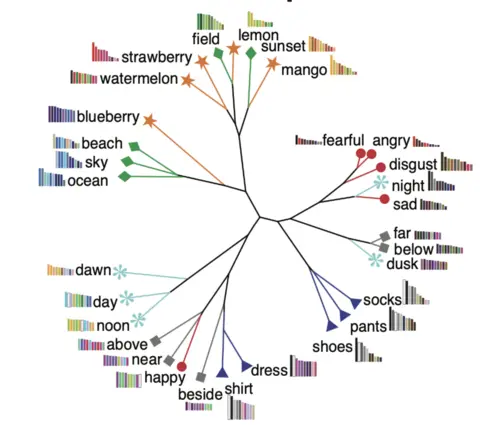 field
lemon
sunset
strawberry
mango
watermelon
blueberry
beach
sky
ocean
fearful
angry
disgust
night
sad
far
below
dusk
socks
pants
shoes
dawn
day
noon
above
near
happy
beside
shirt
dress